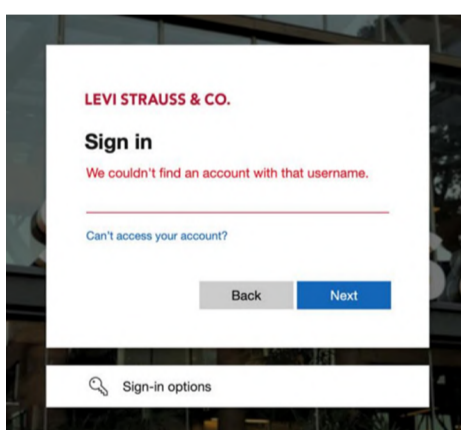 LEVI STRAUSS & CO.
Sign in
We couldn't find an account with that username.
Can't access your account?
Back Next
Sign-in options